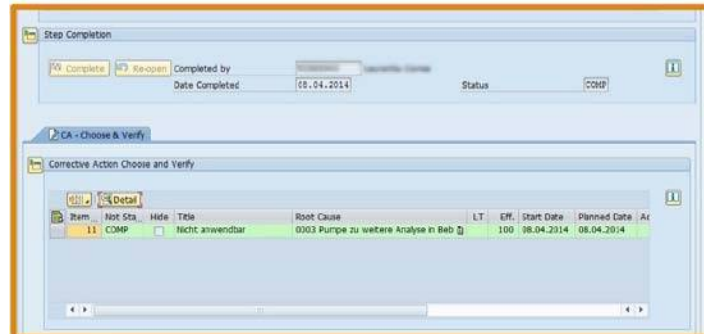 Step Completion
Complete Re-open Completed by
Date Completed 08.04.2014 Status COMP
CA - Choose & Verify
Corrective Action Choose and Verify
Detail
Item Not Sta... Hide Title Root Cause LT Eff. Start Date Planned Date Ac
11 COMP Nicht anwendbar 0003 Pumpe zu weitere Analyse in Beb 100 08.04.2014 08.04.2014